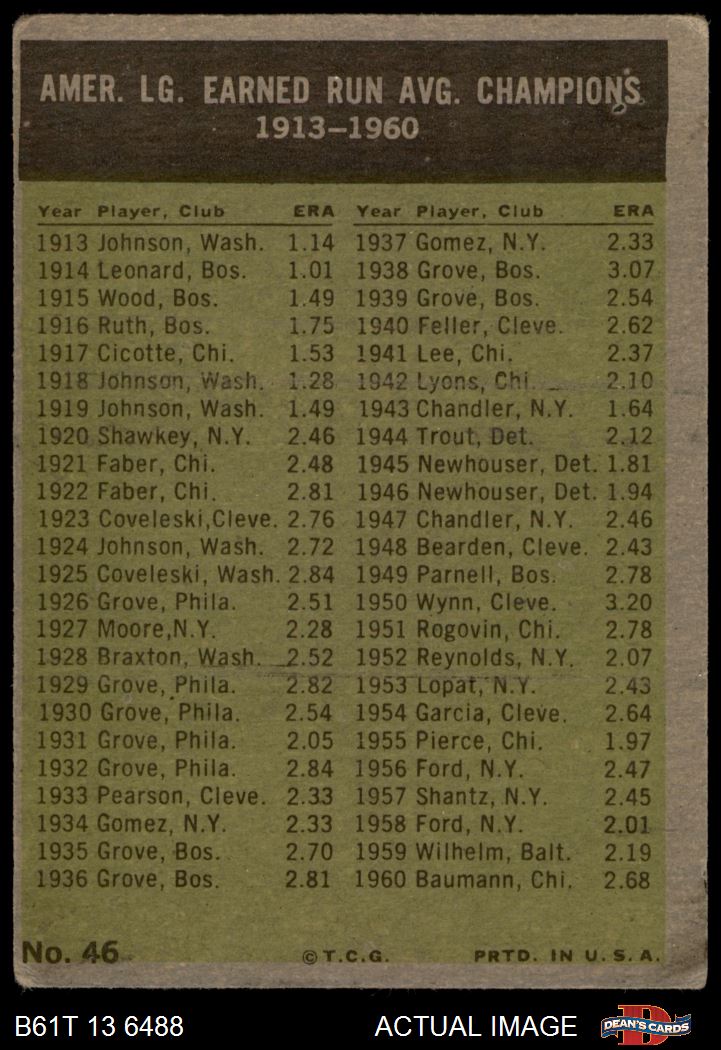 AMER. LG. EARNED RUN AVG. CHAMPIONS
1913–1960
Year Player, Club ERA Year Player, Club ERA
1913 Johnson, Wash. 1.14 1937 Gomez, N.Y. 2.33
1914 Leonard, Bos. 1.01 1938 Grove, Bos. 3.07
1915 Wood, Bos. 1.49 1939 Grove, Bos. 2.54
1916 Ruth, Bos. 1.75 1940 Feller, Cleve. 2.62
1917 Cicotte, Chi. 1.53 1941 Lee, Chi. 2.37
1918 Johnson, Wash. 1.28 1942 Lyons, Chi. 2.10
1919 Johnson, Wash. 1.49 1943 Chandler, N.Y. 1.64
1920 Shawkey, N.Y. 2.46 1944 Trout, Det. 2.12
1921 Faber, Chi. 2.48 1945 Newhouser, Det. 1.81
1922 Faber, Chi. 2.81 1946 Newhouser, Det. 1.94
1923 Coveleski,Cleve. 2.76 1947 Chandler, N.Y. 2.46
1924 Johnson, Wash. 2.72 1948 Bearden, Cleve. 2.43
1925 Coveleski, Wash. 2.84 1949 Parnell, Bos. 2.78
1926 Grove, Phila. 2.51 1950 Wynn, Cleve. 3.20
1927 Moore,N.Y. 2.28 1951 Rogovin, Chi. 2.78
1928 Braxton, Wash. 2.52 1952 Reynolds, N.Y. 2.07
1929 Grove, Phila. 2.82 1953 Lopat, N.Y. 2.43
1930 Grove, Phila. 2.54 1954 Garcia, Cleve. 2.64
1931 Grove, Phila. 2.05 1955 Pierce, Chi. 1.97
1932 Grove, Phila. 2.84 1956 Ford, N.Y. 2.47
1933 Pearson, Cleve. 2.33 1957 Shantz, N.Y. 2.45
1934 Gomez, N.Y. 2.33 1958 Ford, N.Y. 2.01
1935 Grove, Bos. 2.70 1959 Wilhelm, Balt. 2.19
1936 Grove, Bos. 2.81 1960 Baumann, Chi. 2.68
No. 46 © T.C.G. PRTD. IN U.S.A.
B61T 13 6488 ACTUAL IMAGE D DEAN'S CARDS